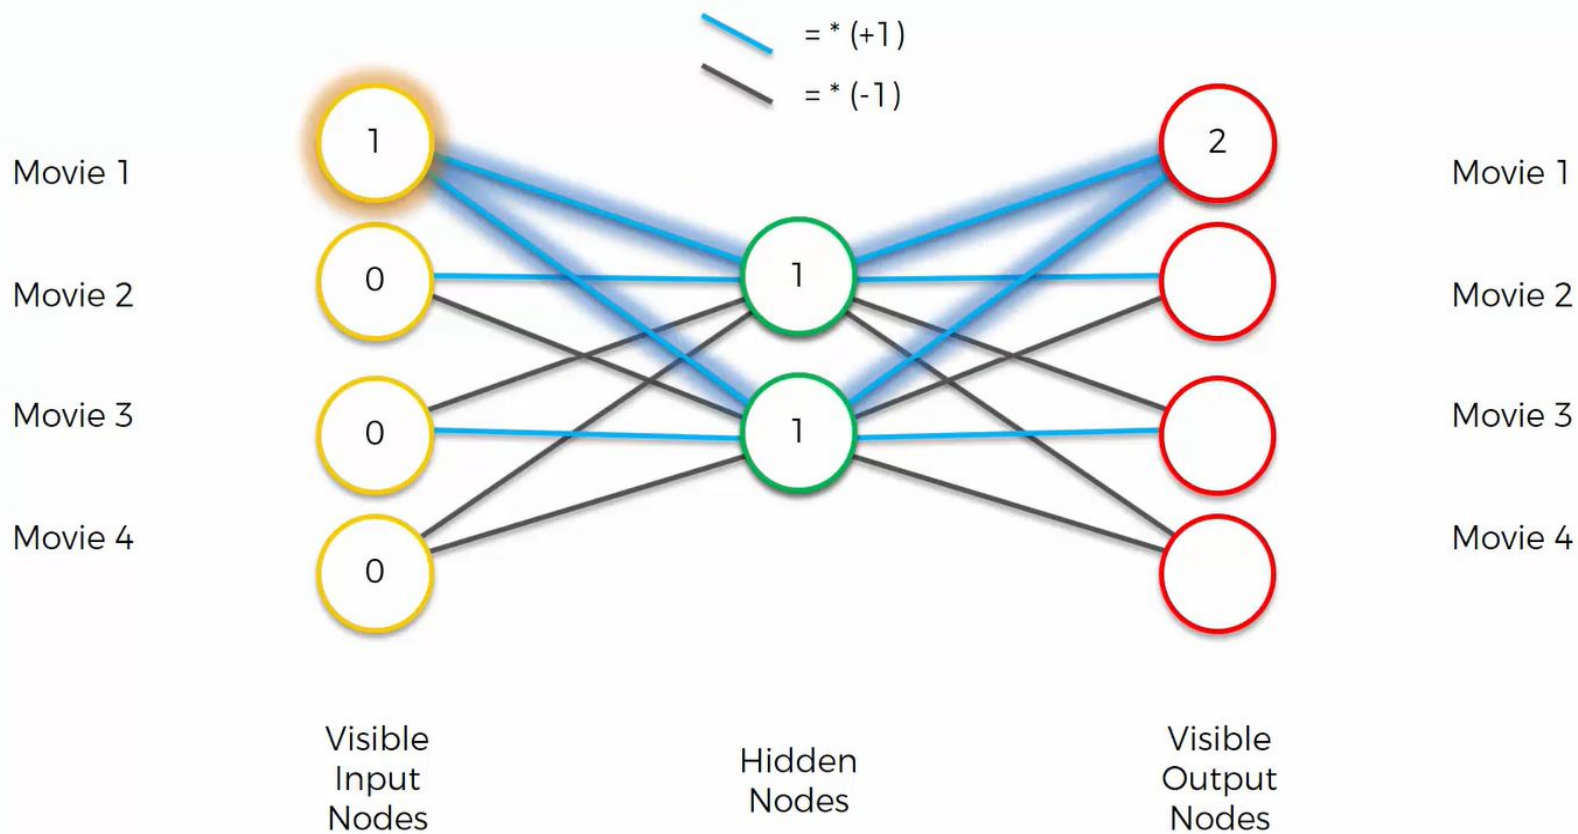 = * (+1)
= * (-1)
1
2
Movie 1
Movie 1
0
1
Movie 2
Movie 2
0
1
Movie 3
Movie 3
0
Movie 4
Movie 4
Visible
Input
Nodes
Hidden
Nodes
Visible
Output
Nodes